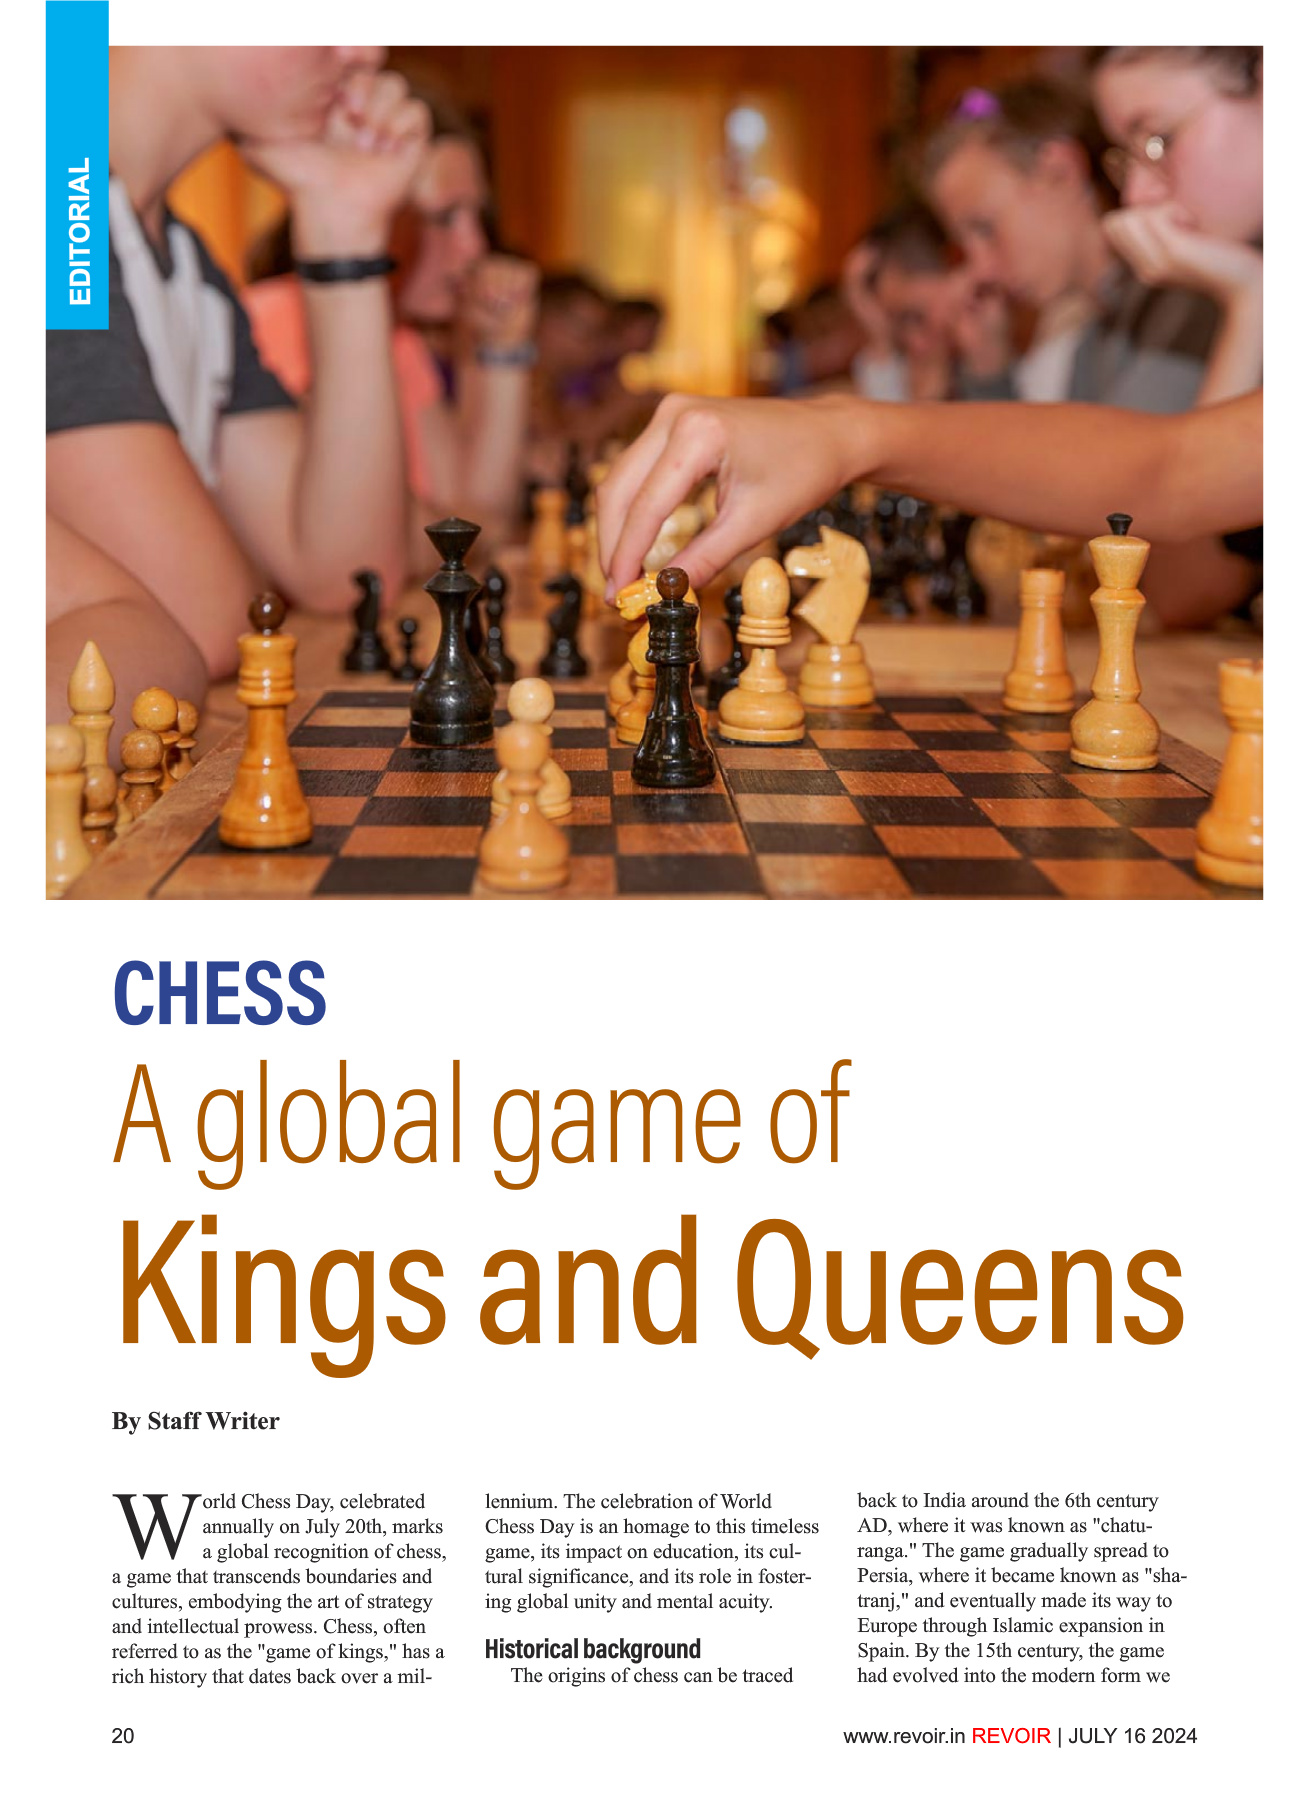 EDITORIAL
CHESS
A global game of
Kings and Queens
By Staff Writer
World Chess Day, celebrated
annually on July 20th, marks
a global recognition of chess,
a game that transcends boundaries and
cultures, embodying the art of strategy
and intellectual prowess. Chess, often
referred to as the "game of kings," has a
rich history that dates back over a mil-
lennium. The celebration of World
Chess Day is an homage to this timeless
game, its impact on education, its cul-
tural significance, and its role in foster-
ing global unity and mental acuity.
Historical background
The origins of chess can be traced
back to India around the 6th century
AD, where it was known as "chatu-
ranga." The game gradually spread to
Persia, where it became known as "sha-
tranj," and eventually made its way to
Europe through Islamic expansion in
Spain. By the 15th century, the game
had evolved into the modern form we
20
www.revoir.in REVOIR | JULY 16 2024